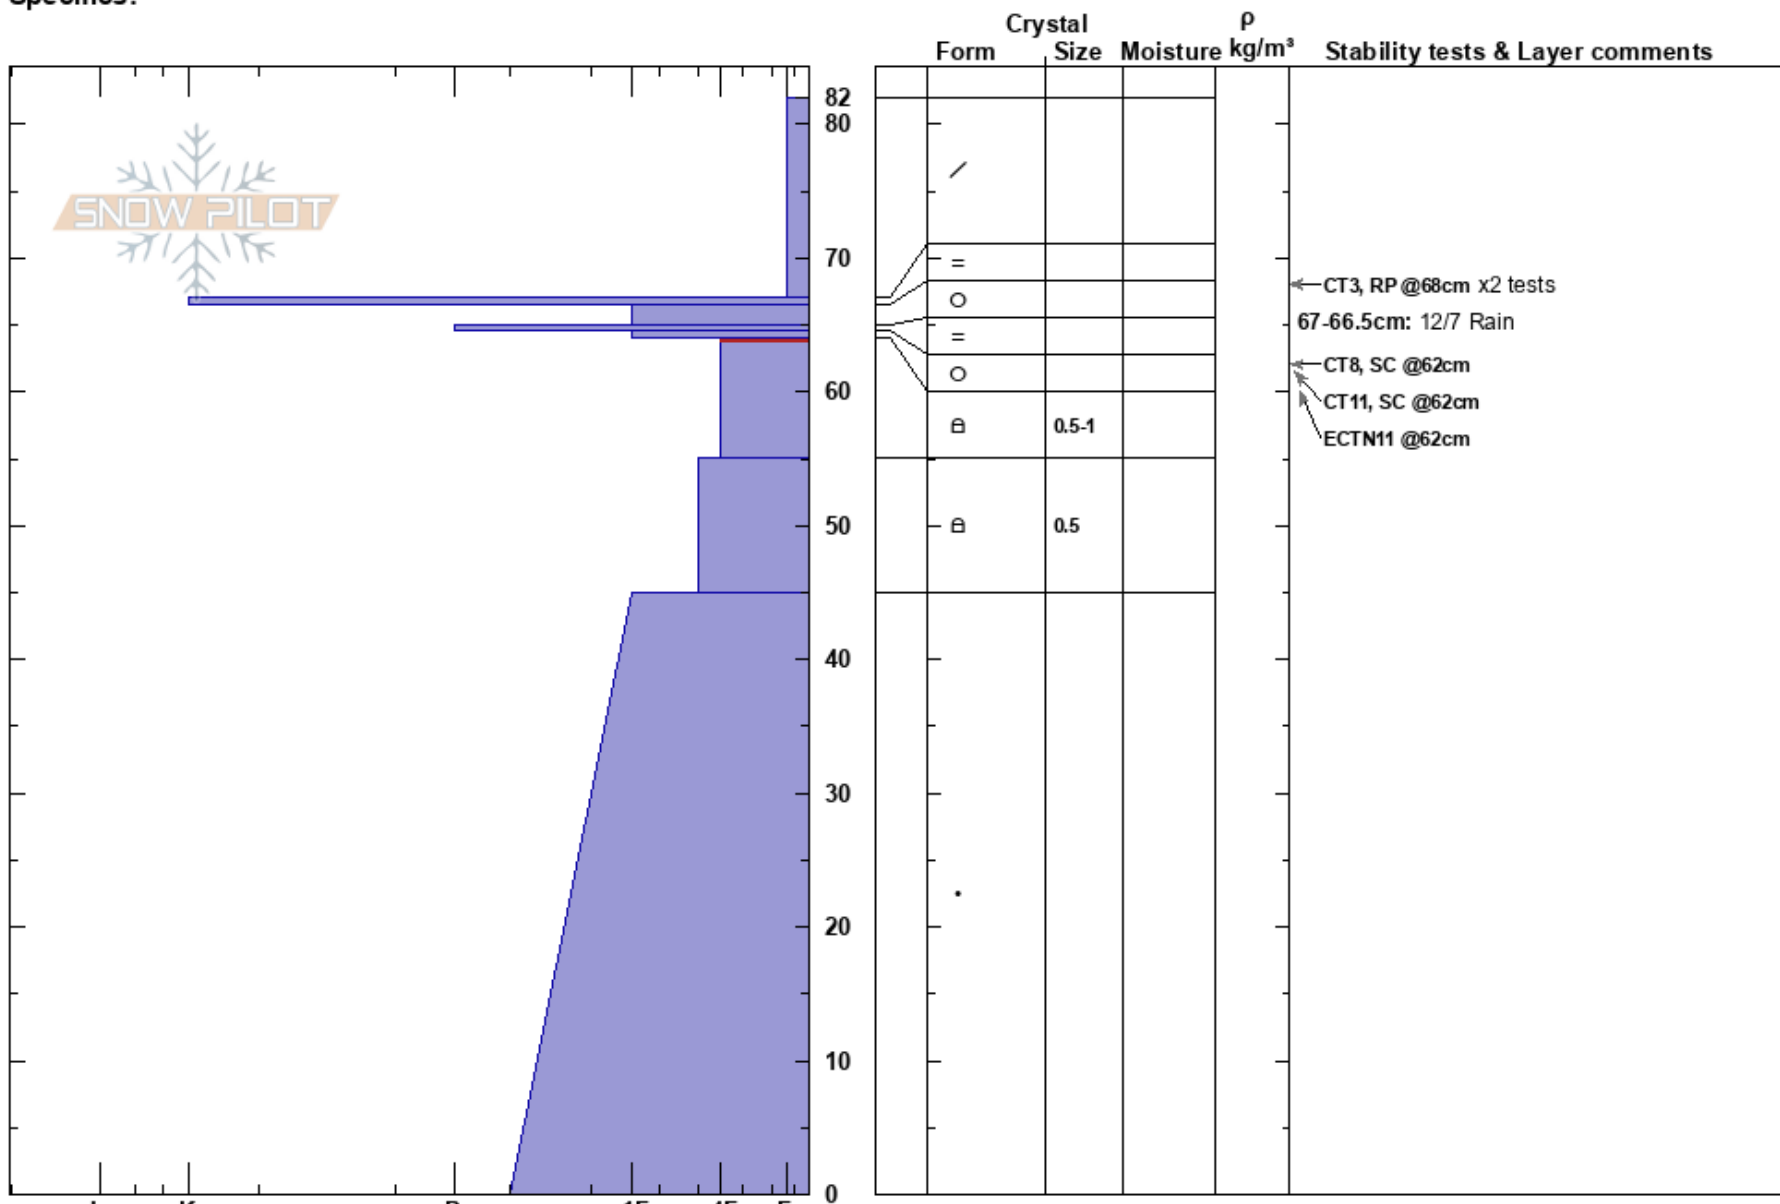 Crystal
ρ
Form Size Moisture kg/m³ Stability tests & Layer comments
82
80
SNOW PILOT
70
CT3, RP @68cm x2 tests
67-66.5cm: 12/7 Rain
CT8, SC @62cm
60
CT11, SC @62cm
0.5-1
ECTN11 @62cm
50
0.5
40
30
20
10
0